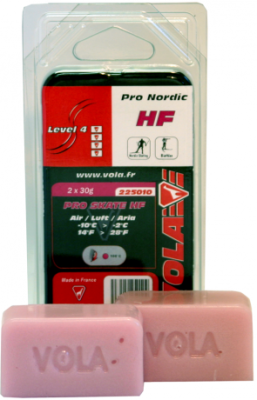 Pro Nordic
HF
Level 4
www.vola.fr
2 x 30g
225010
PRO SKATE HF
Air / Luft / Aria
-10°C > -2°C
14°F > 28°F
Made in France
VOLA
VOLA
VOLA